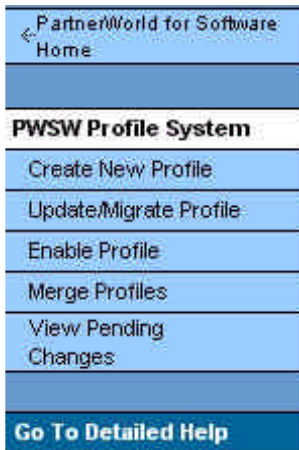 PartnerWorld for Software
Home
PWSW Profile System
Create New Profile
Update/Migrate Profile
Enable Profile
Merge Profiles
View Pending
Changes
Go To Detailed Help